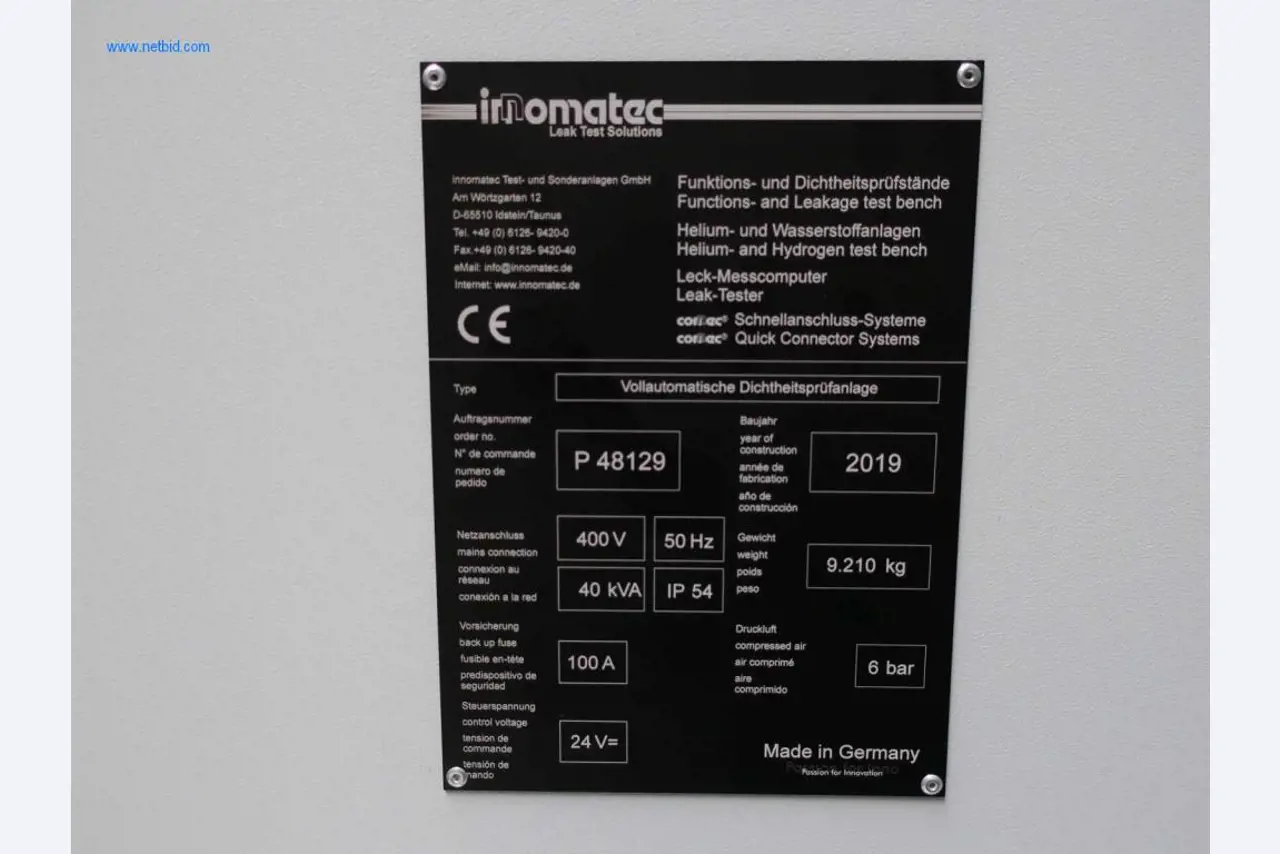 www.netbid.com
innomatec
Leak Test Solutions
Innomatec Test- und Sonderanlagen GmbH
Am Wörtzgarten 12
D-65510 Idstein/Taunus
Tel. +49 (0) 6126- 9420-0
Fax.+49 (0) 6126- 9420-40
eMail: info@innomatec.de
Internet: www.innomatec.de
CE
Funktions- und Dichtheitsprüfstände
Functions- and Leakage test bench
Helium- und Wasserstoffanlagen
Helium- and Hydrogen test bench
Leck-Messcomputer
Leak-Tester
Schnellanschluss-Systeme
Quick Connector Systems
Type
Vollautomatische Dichtheitsprüfanlage
Auftragsnummer
order no.
N° de commande
numero de
pedido
P 48129
Baujahr
year of
construction
année de
fabrication
año de
construcción
2019
Netzanschluss
mains connection
connexion au
réseau
conexión a la red
400 V
50 Hz
40 kVA
IP 54
Gewicht
weight
poids
peso
9.210 kg
Vorsicherung
back up fuse
fusible en-tête
predispositivo de
seguridad
100 A
Druckluft
compressed air
air comprimé
aire
comprimido
6 bar
Steuerspannung
control voltage
tension de
commande
tensión de
mando
24 V=
Made in Germany
Passion for Innovation